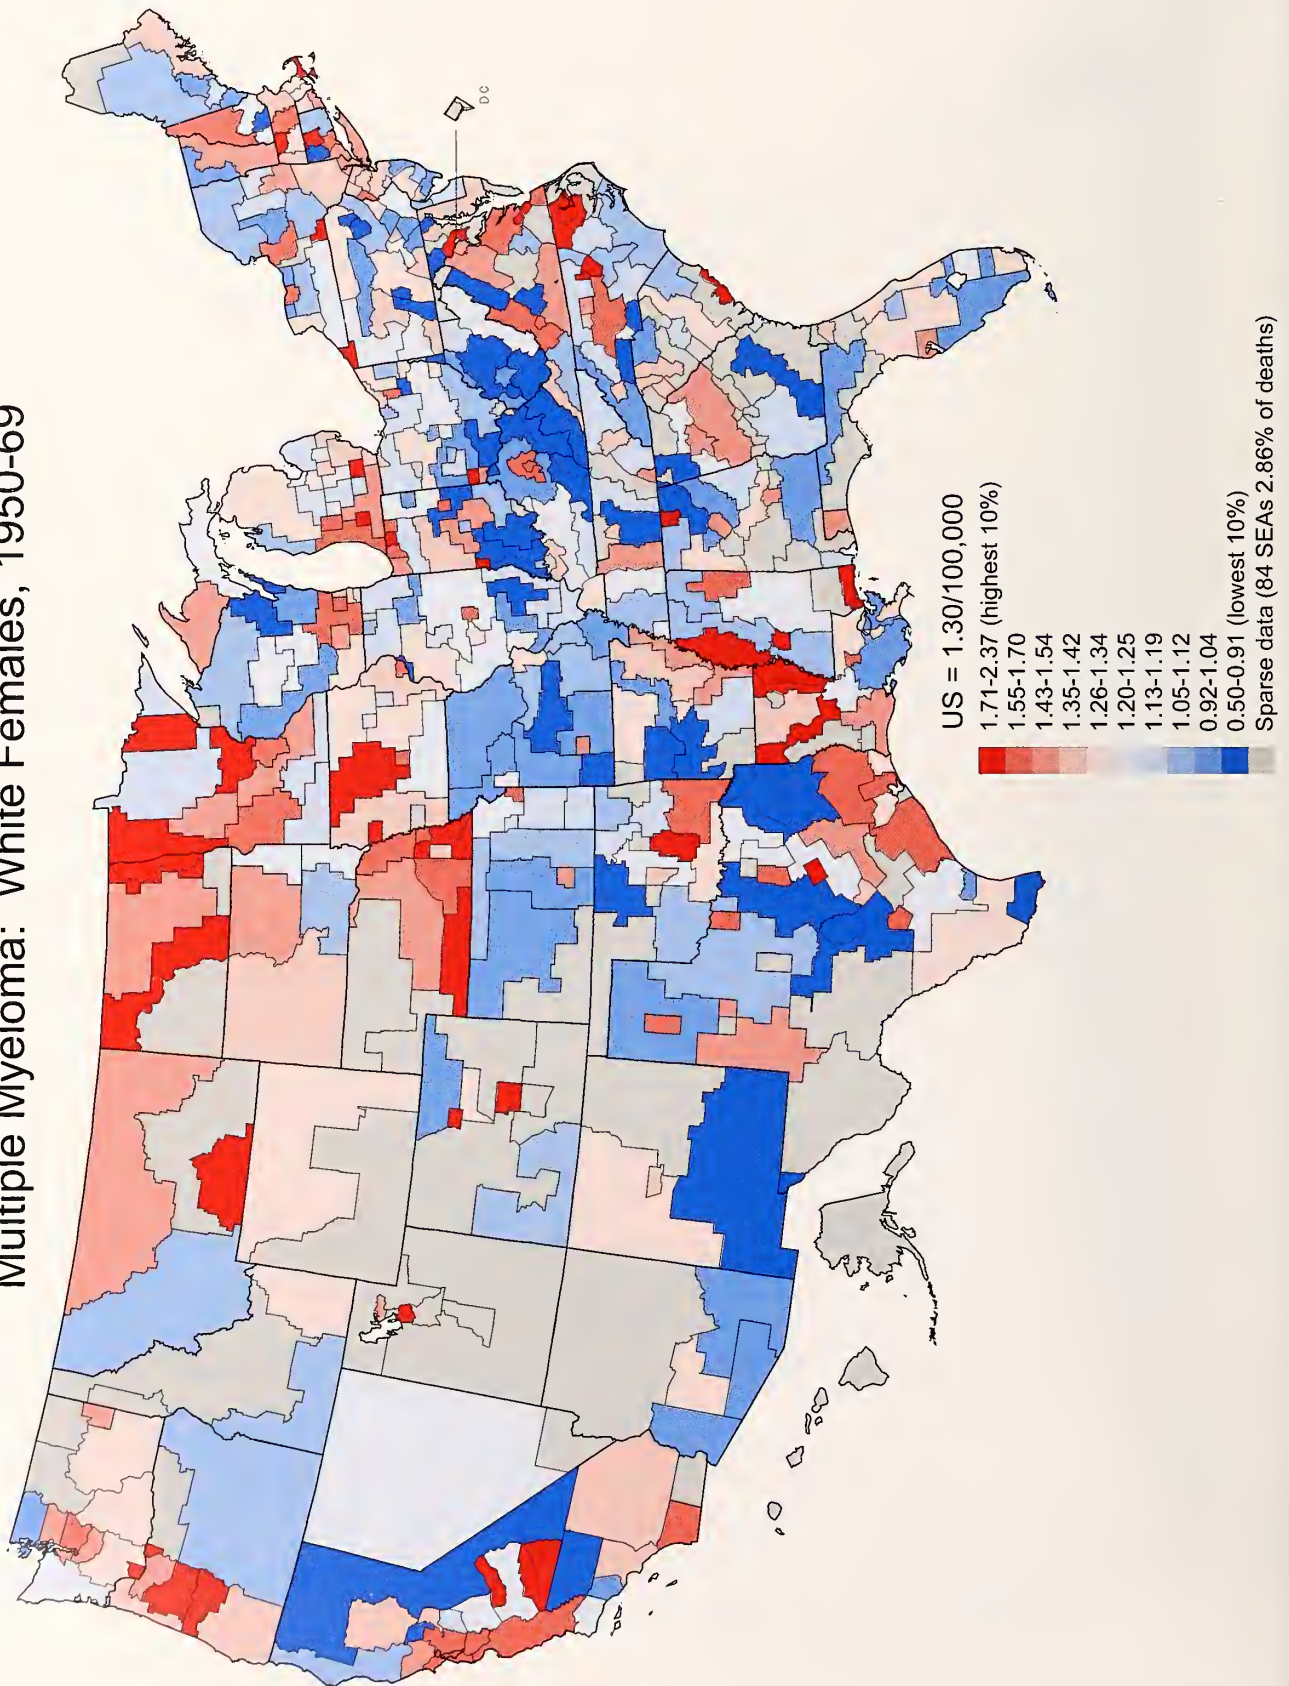 Multiple Myeloma: White Females, 1950-69
DC
US = 1.30/100,000
1.71-2.37 (highest 10%)
1.55-1.70
1.43-1.54
1.35-1.42
1.26-1.34
1.20-1.25
1.13-1.19
1.05-1.12
0.92-1.04
0.50-0.91 (lowest 10%)
Sparse data (84 SEAs 2.86% of deaths)